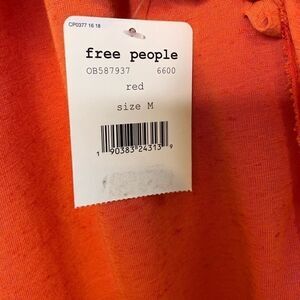 CP0377 16 18
free people
OB587937 6600
red
size M
1 90383 24313 9